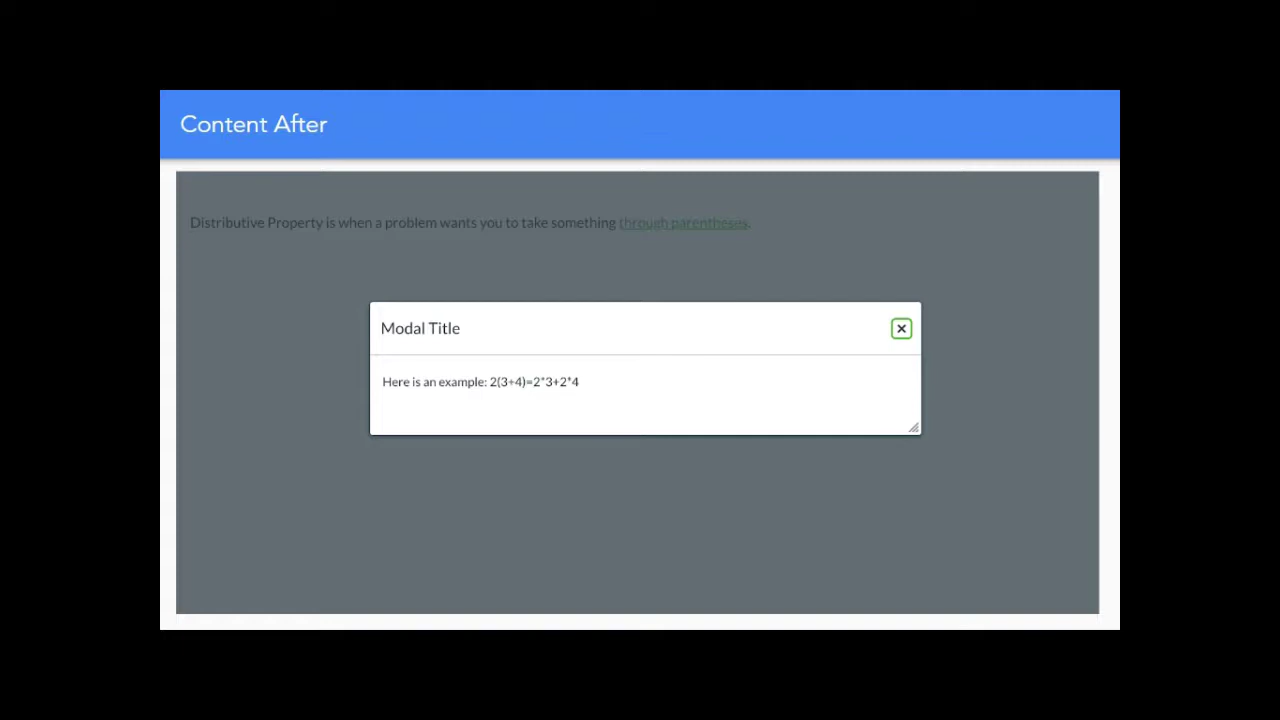 Content After
Distributive Property is when a problem wants you to take something through parentheses.
Modal Title
Here is an example: 2(3+4)=2*3+2*4